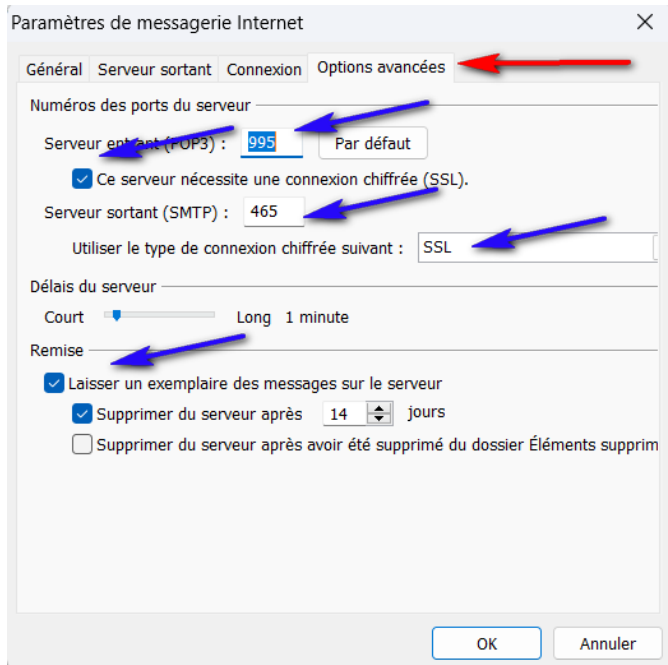 Paramètres de messagerie Internet
Général Serveur sortant Connexion Options avancées
Numéros des ports du serveur
Serveur entrant (POP3) : 995 Par défaut
Ce serveur nécessite une connexion chiffrée (SSL).
Serveur sortant (SMTP) : 465
Utiliser le type de connexion chiffrée suivant : SSL
Délais du serveur
Court Long 1 minute
Remise
Laisser un exemplaire des messages sur le serveur
Supprimer du serveur après 14 jours
Supprimer du serveur après avoir été supprimé du dossier Éléments supprim
OK Annuler